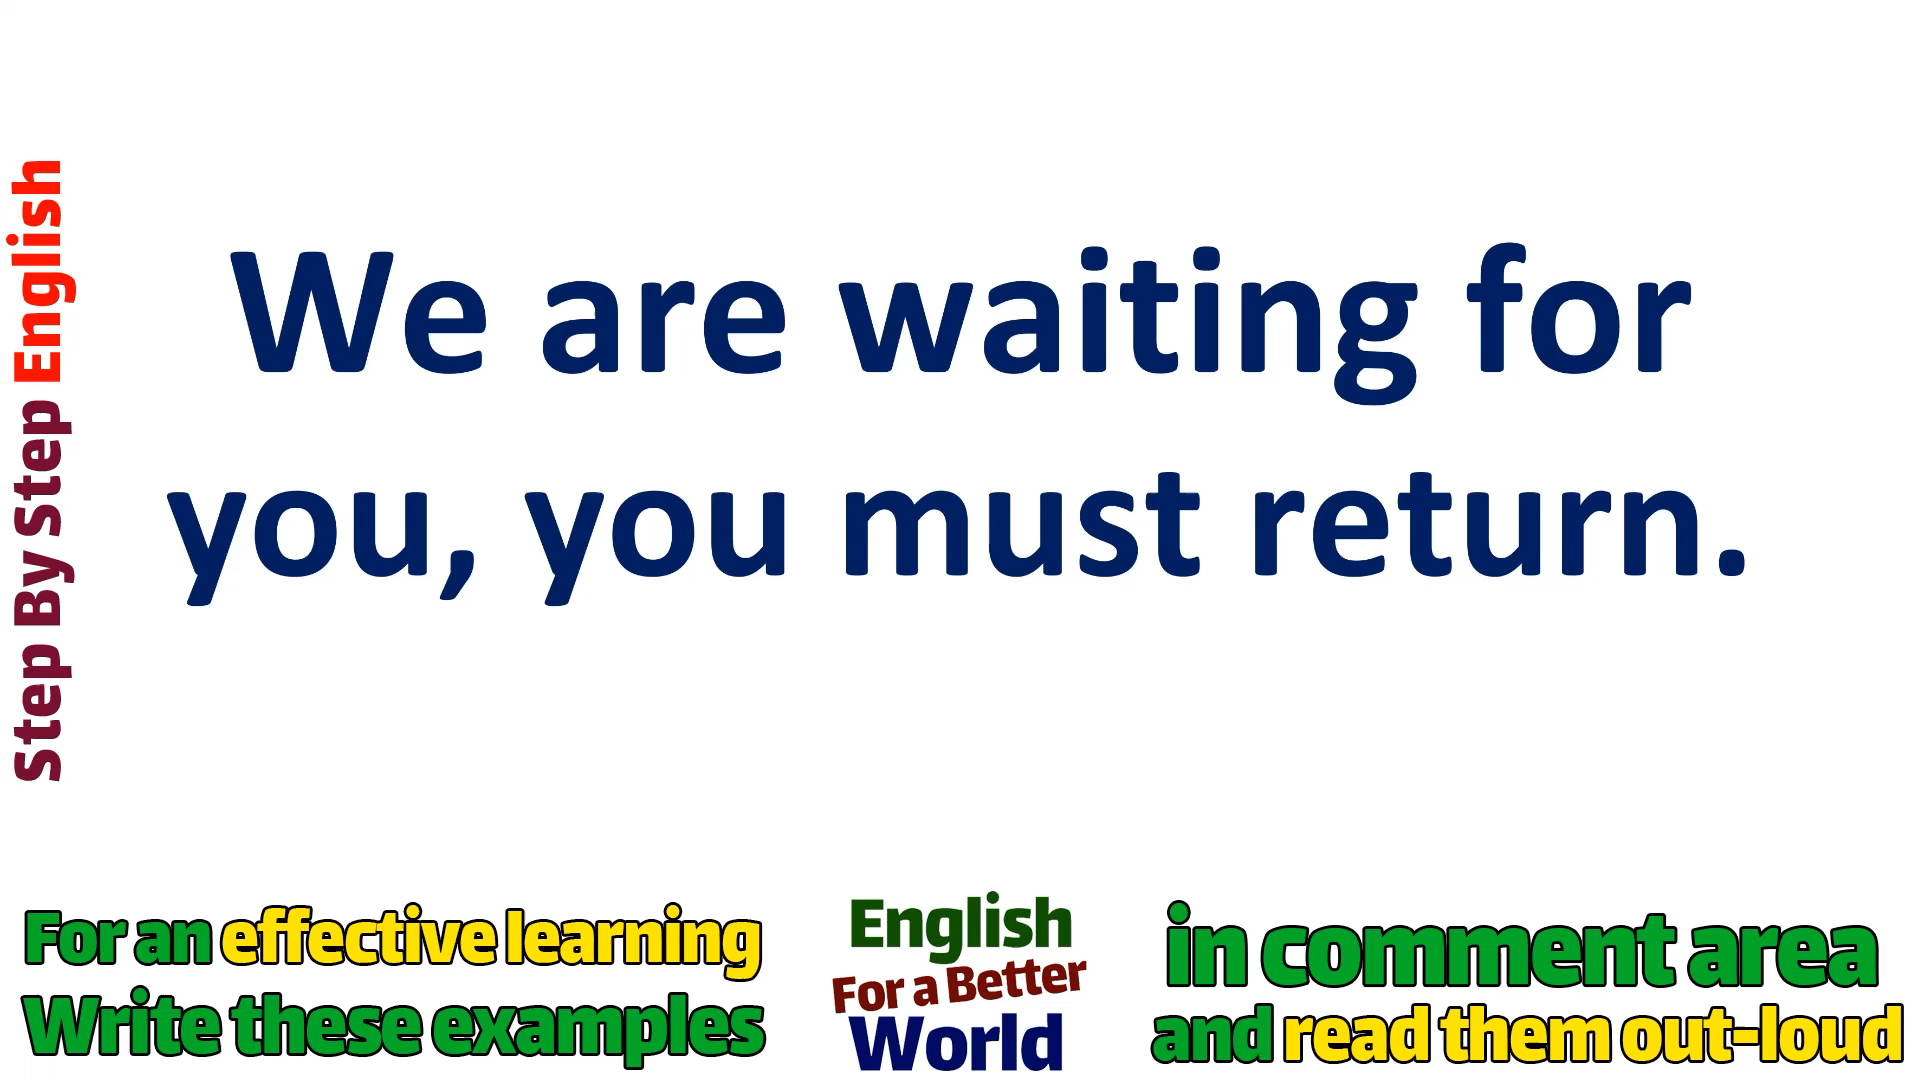 We are waiting for
you, you must return.
Step By Step English
For an effective learning
Write these examples
English
For a Better
World
in comment area
and read them out-loud